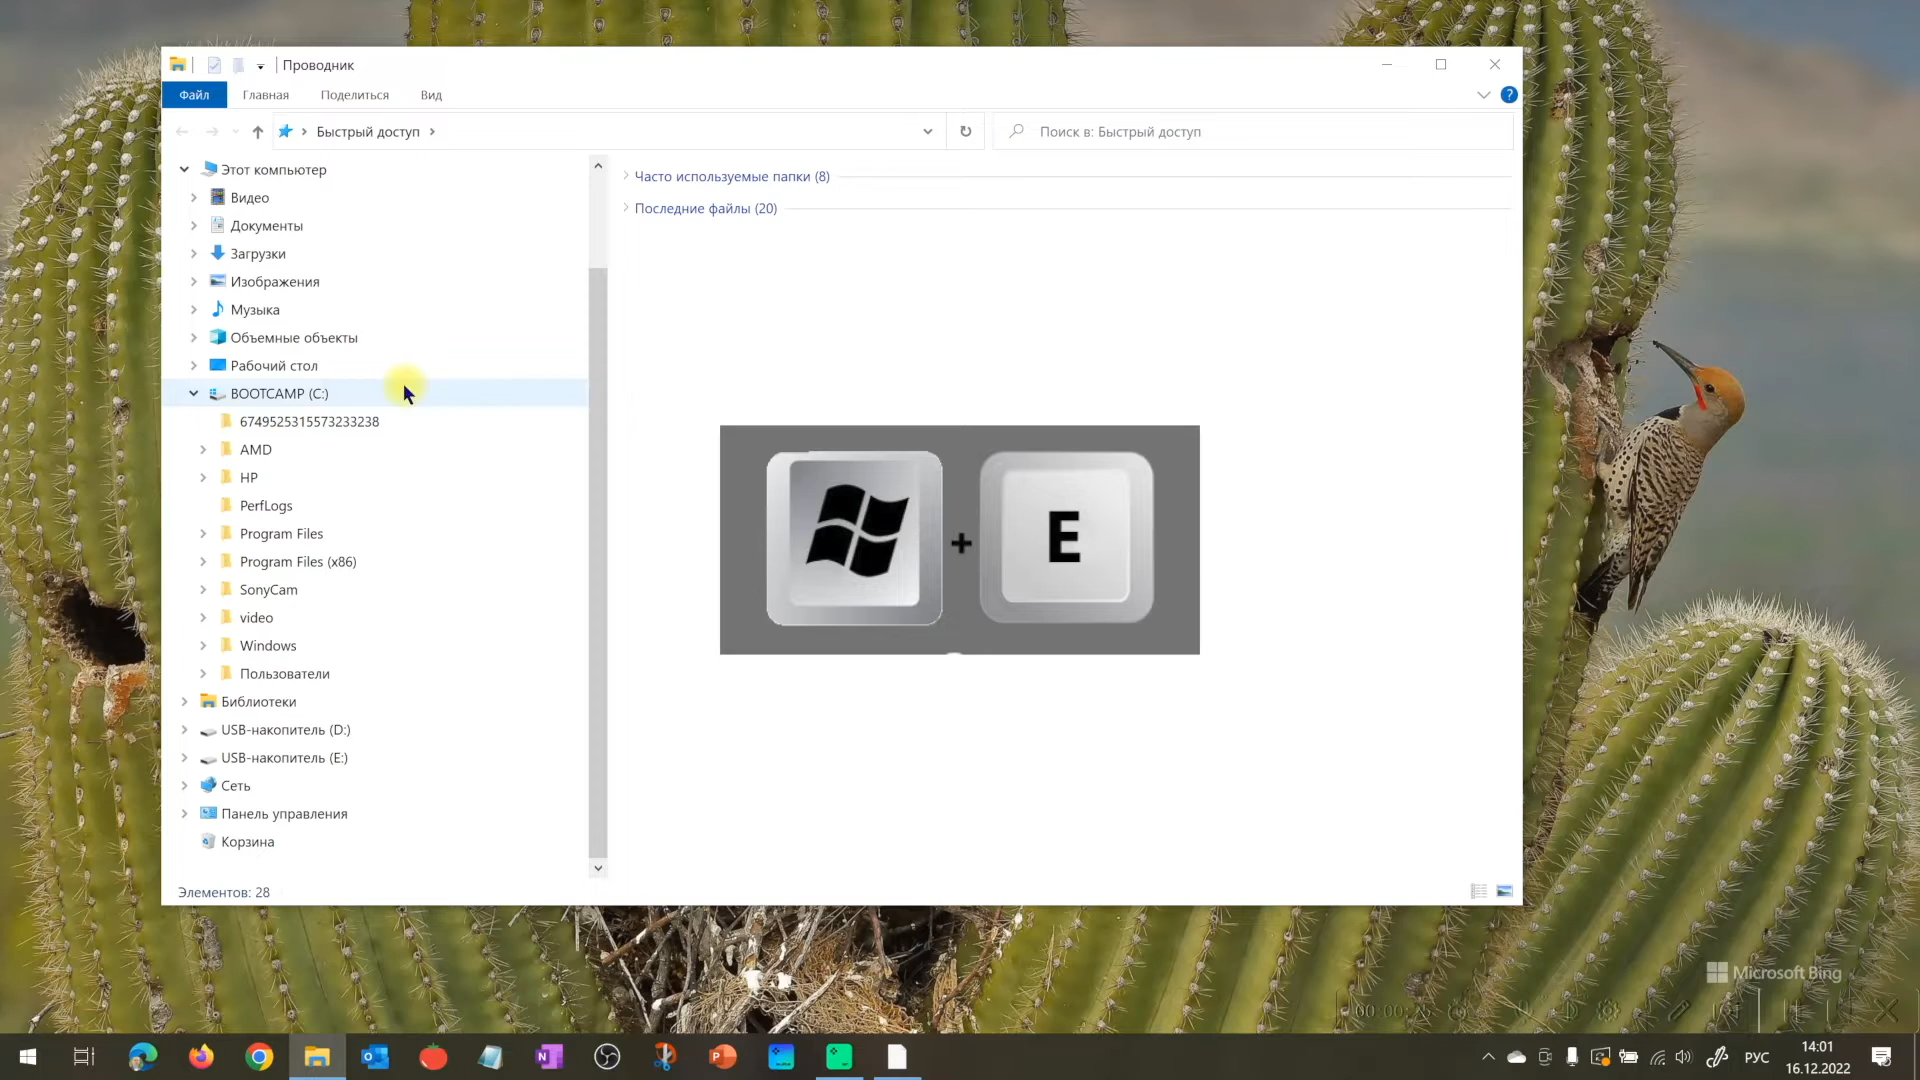 Проводник
Файл Главная Поделиться Вид
Быстрый доступ
Поиск в: Быстрый доступ
Этот компьютер
Видео
Документы
Загрузки
Изображения
Музыка
Объемные объекты
Рабочий стол
BOOTCAMP (C:)
6749525315573233238
AMD
HP
PerfLogs
Program Files
Program Files (x86)
SonyCam
video
Windows
Пользователи
Библиотеки
USB-накопитель (D:)
USB-накопитель (E:)
Сеть
Панель управления
Корзина
Элементов: 28
Часто используемые папки (8)
Последние файлы (20)
+ E
Microsoft Bing
РУС
14:01
16.12.2022